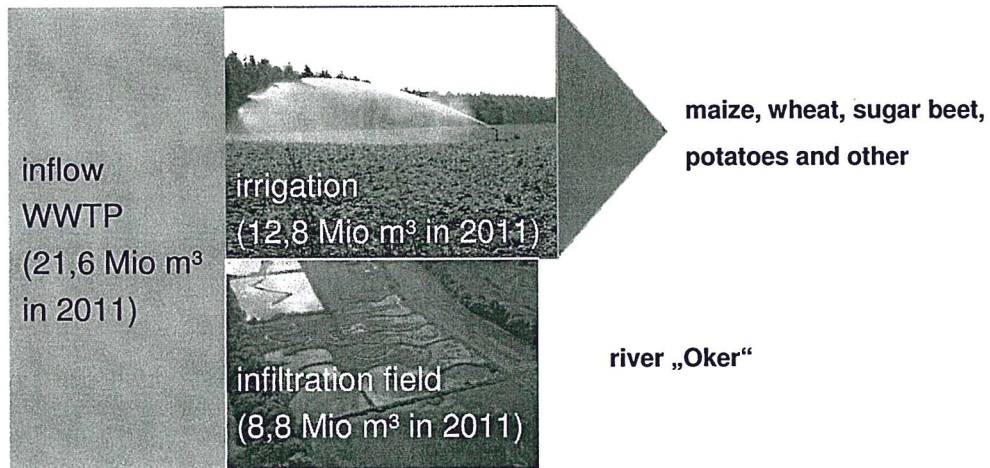 inflow
WWTP
(21,6 Mio m³
in 2011)
irrigation
(12,8 Mio m³ in 2011)
maize, wheat, sugar beet,
potatoes and other
infiltration field
(8,8 Mio m³ in 2011)
river „Oker“